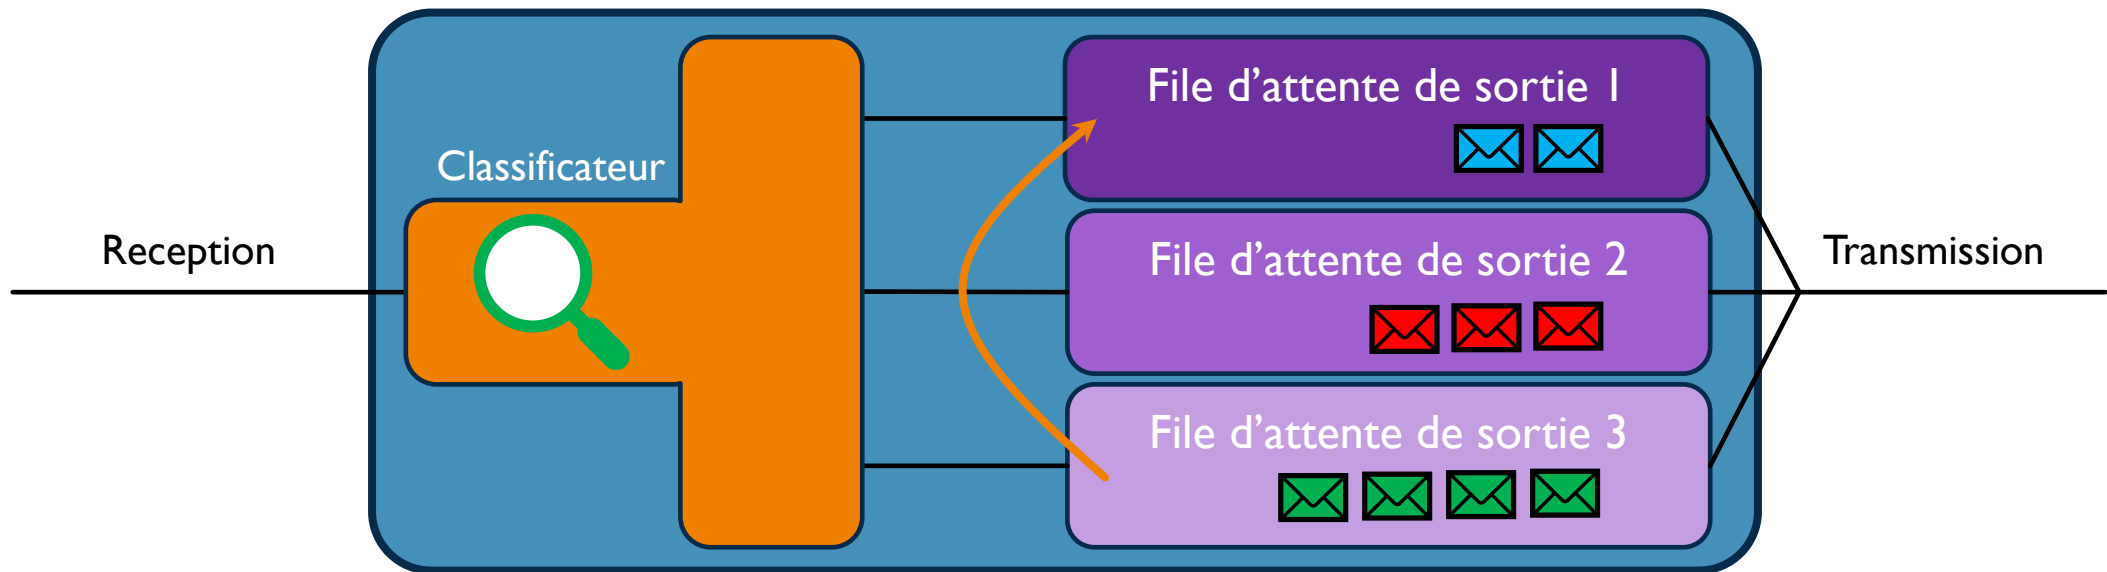 File d’attente de sortie 1
Classificateur
Reception
File d’attente de sortie 2
Transmission
File d’attente de sortie 3